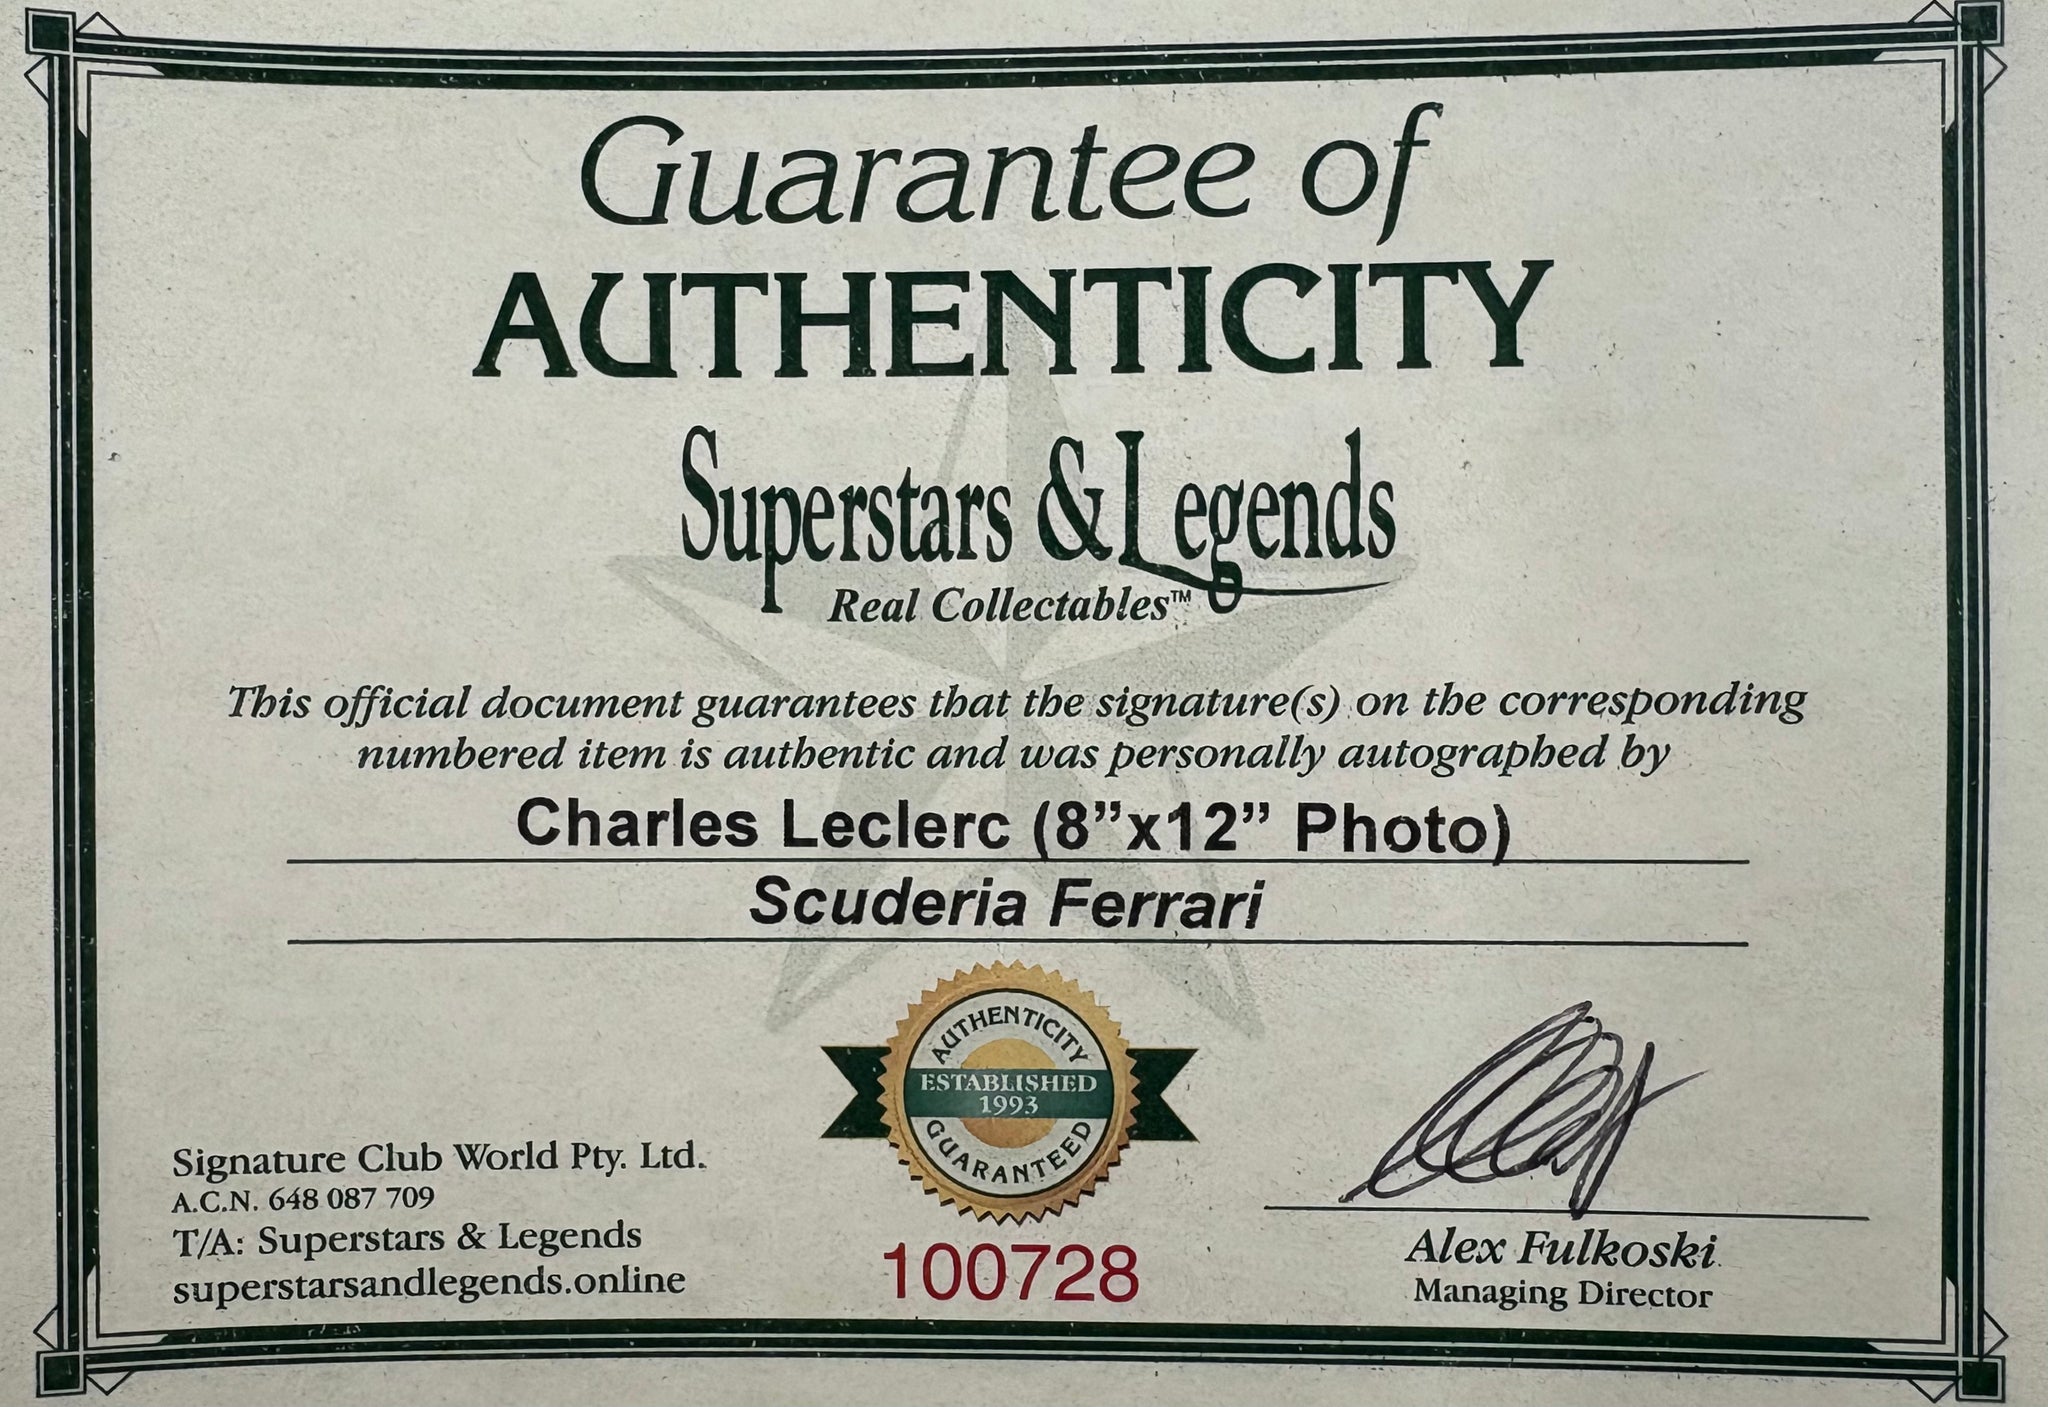 Guarantee of
AUTHENTICITY
Superstars & Legends
Real Collectables™
This official document guarantees that the signature(s) on the corresponding
numbered item is authentic and was personally autographed by
Charles Leclerc (8”x12” Photo)
Scuderia Ferrari
AUTHENTICITY
ESTABLISHED
1993
GUARANTEED
Signature Club World Pty. Ltd.
A.C.N. 648 087 709
T/A: Superstars & Legends
superstarsandlegends.online
100728
Alex Fulkoski
Managing Director